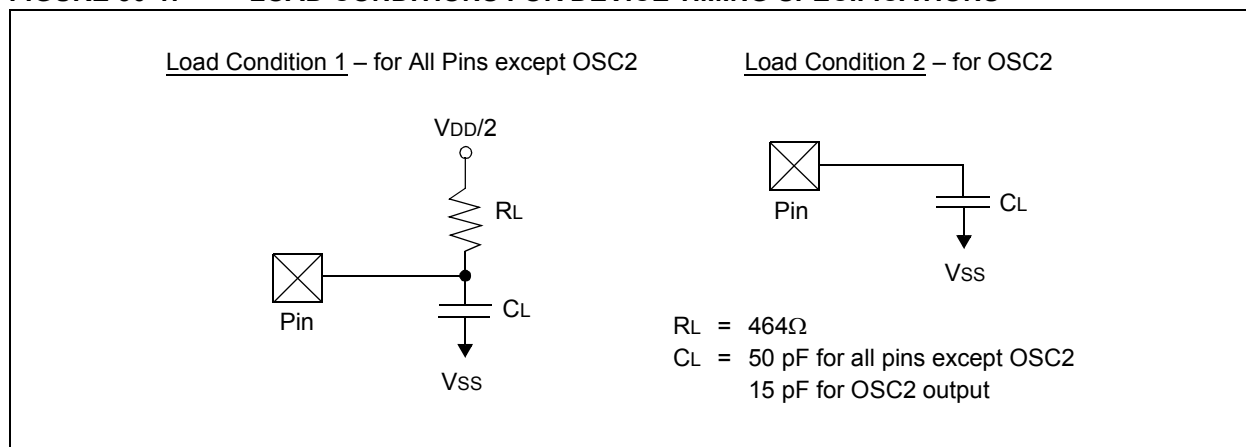 Load Condition 1 – for All Pins except OSC2
Load Condition 2 – for OSC2
VDD/2
RL
Pin
CL
VSS
Pin
CL
VSS
RL = 464Ω
CL = 50 pF for all pins except OSC2
15 pF for OSC2 output